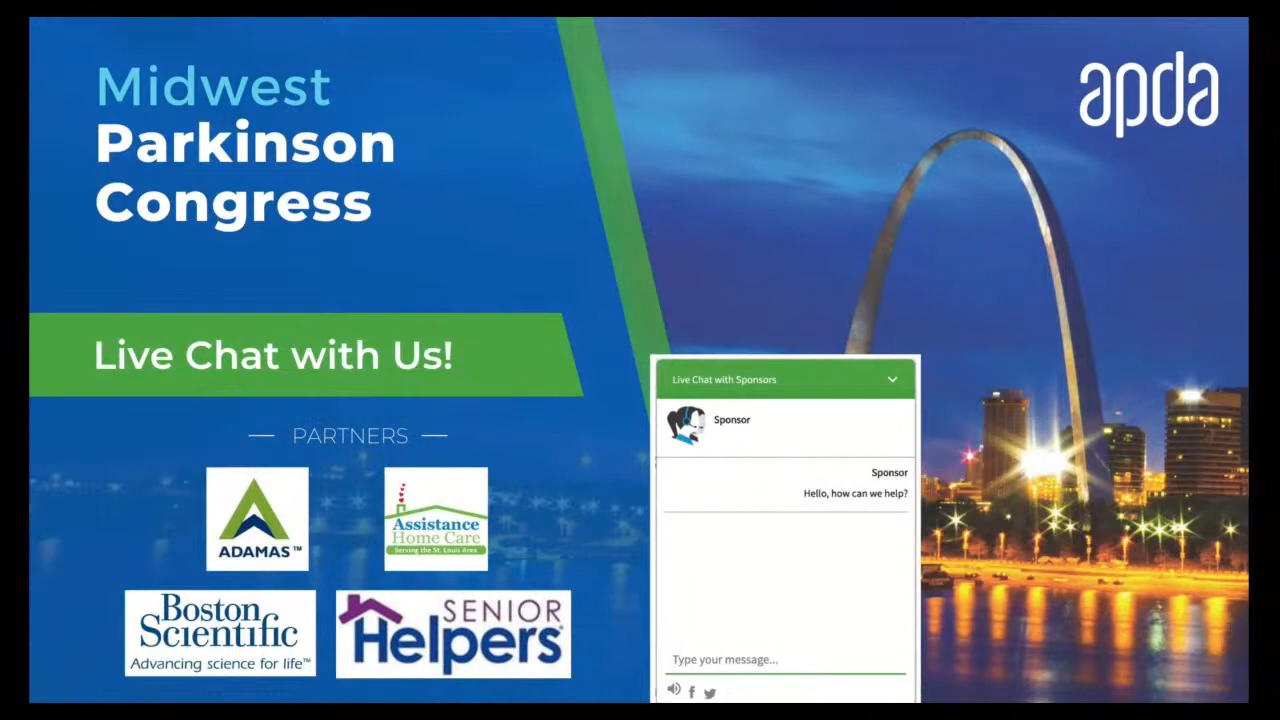 Midwest
Parkinson
Congress
apda
Live Chat with Us!
PARTNERS
ADAMAS™
Assistance
Home Care
Serving the St. Louis Area
Boston
Scientific
Advancing science for life™
SENIOR
Helpers®
Live Chat with Sponsors
Sponsor
Sponsor
Hello, how can we help?
Type your message...